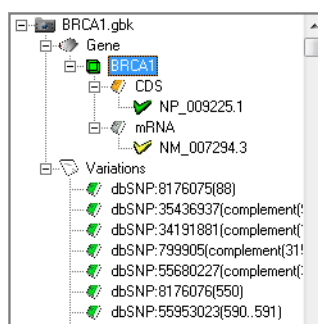 BRCA1.gbk
Gene
BRCA1
CDS
NP_009225.1
mRNA
NM_007294.3
Variations
dbSNP:8176075(88)
dbSNP:35436937(complement(
dbSNP:34191881(complement(
dbSNP:799905(complement(31
dbSNP:55680227(complement(
dbSNP:8176076(550)
dbSNP:55953023(590..591)